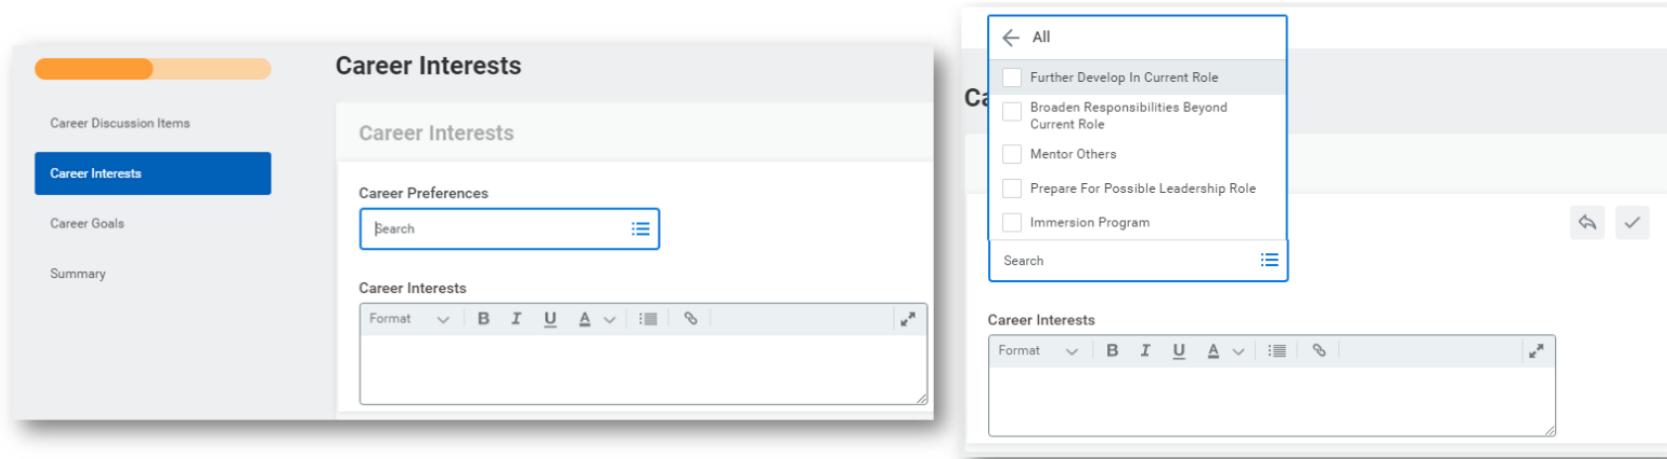 Career Interests
Career Discussion Items
Career Interests
Career Goals
Summary
Career Interests
Career Preferences
Search
Career Interests
Format B I U A
All
Further Develop In Current Role
Ca
Broaden Responsibilities Beyond
Current Role
Mentor Others
Prepare For Possible Leadership Role
Immersion Program
Search
Career Interests
Format B I U A